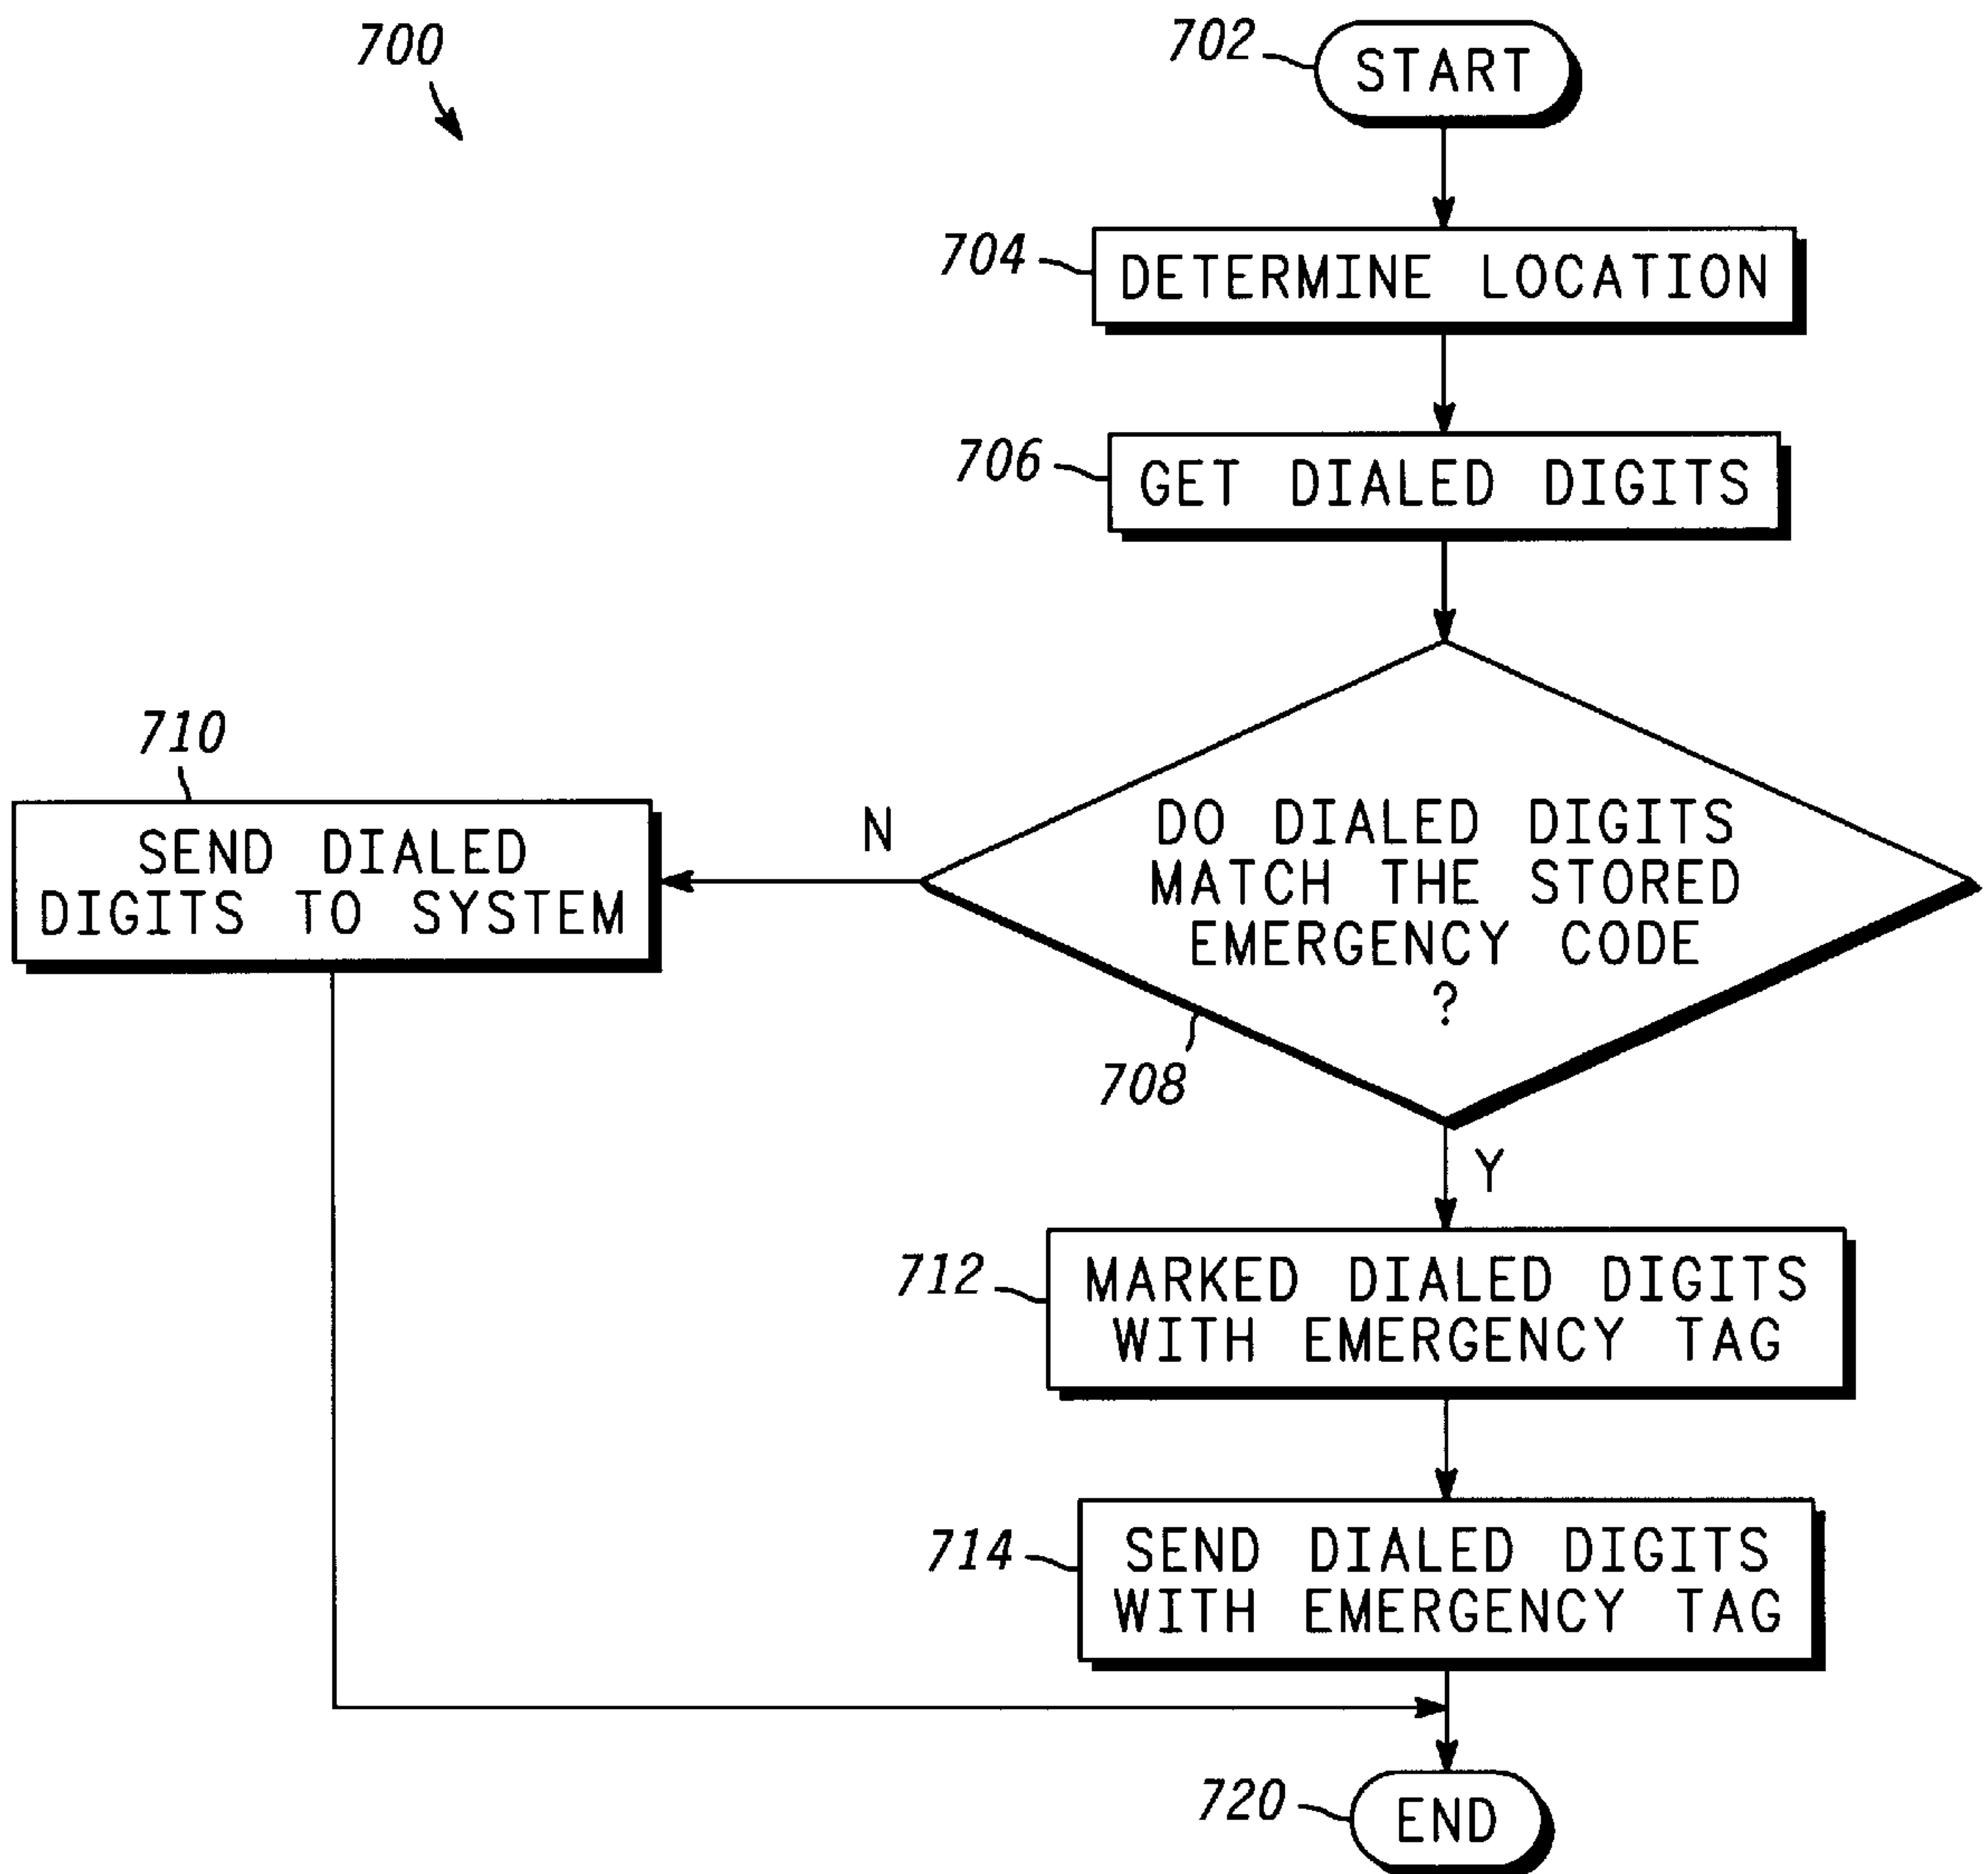 700
702
START
704
DETERMINE LOCATION
706
GET DIALED DIGITS
710
SEND DIALED
DIGITS TO SYSTEM
N
DO DIALED DIGITS
MATCH THE STORED
EMERGENCY CODE
?
708
Y
712
MARKED DIALED DIGITS
WITH EMERGENCY TAG
714
SEND DIALED DIGITS
WITH EMERGENCY TAG
720
END